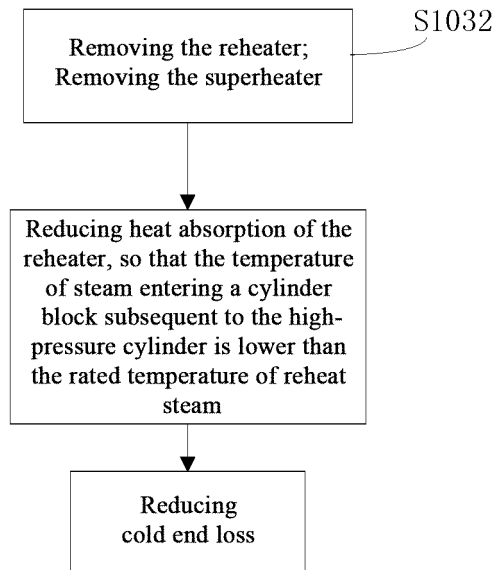 S1032
Removing the reheater;
Removing the superheater
Reducing heat absorption of the
reheater, so that the temperature
of steam entering a cylinder
block subsequent to the high-
pressure cylinder is lower than
the rated temperature of reheat
steam
Reducing
cold end loss